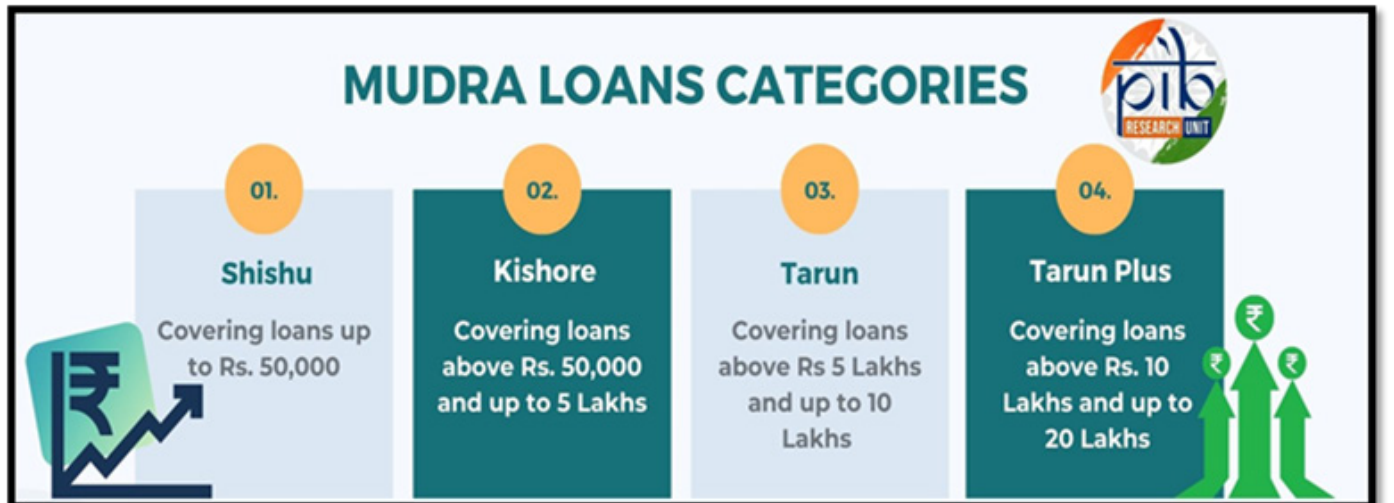 MUDRA LOANS CATEGORIES
pib
RESEARCH UNIT
01.
Shishu
Covering loans up
to Rs. 50,000
02.
Kishore
Covering loans
above Rs. 50,000
and up to 5 Lakhs
03.
Tarun
Covering loans
above Rs 5 Lakhs
and up to 10
Lakhs
04.
Tarun Plus
Covering loans
above Rs. 10
Lakhs and up to
20 Lakhs
₹
₹
₹
₹